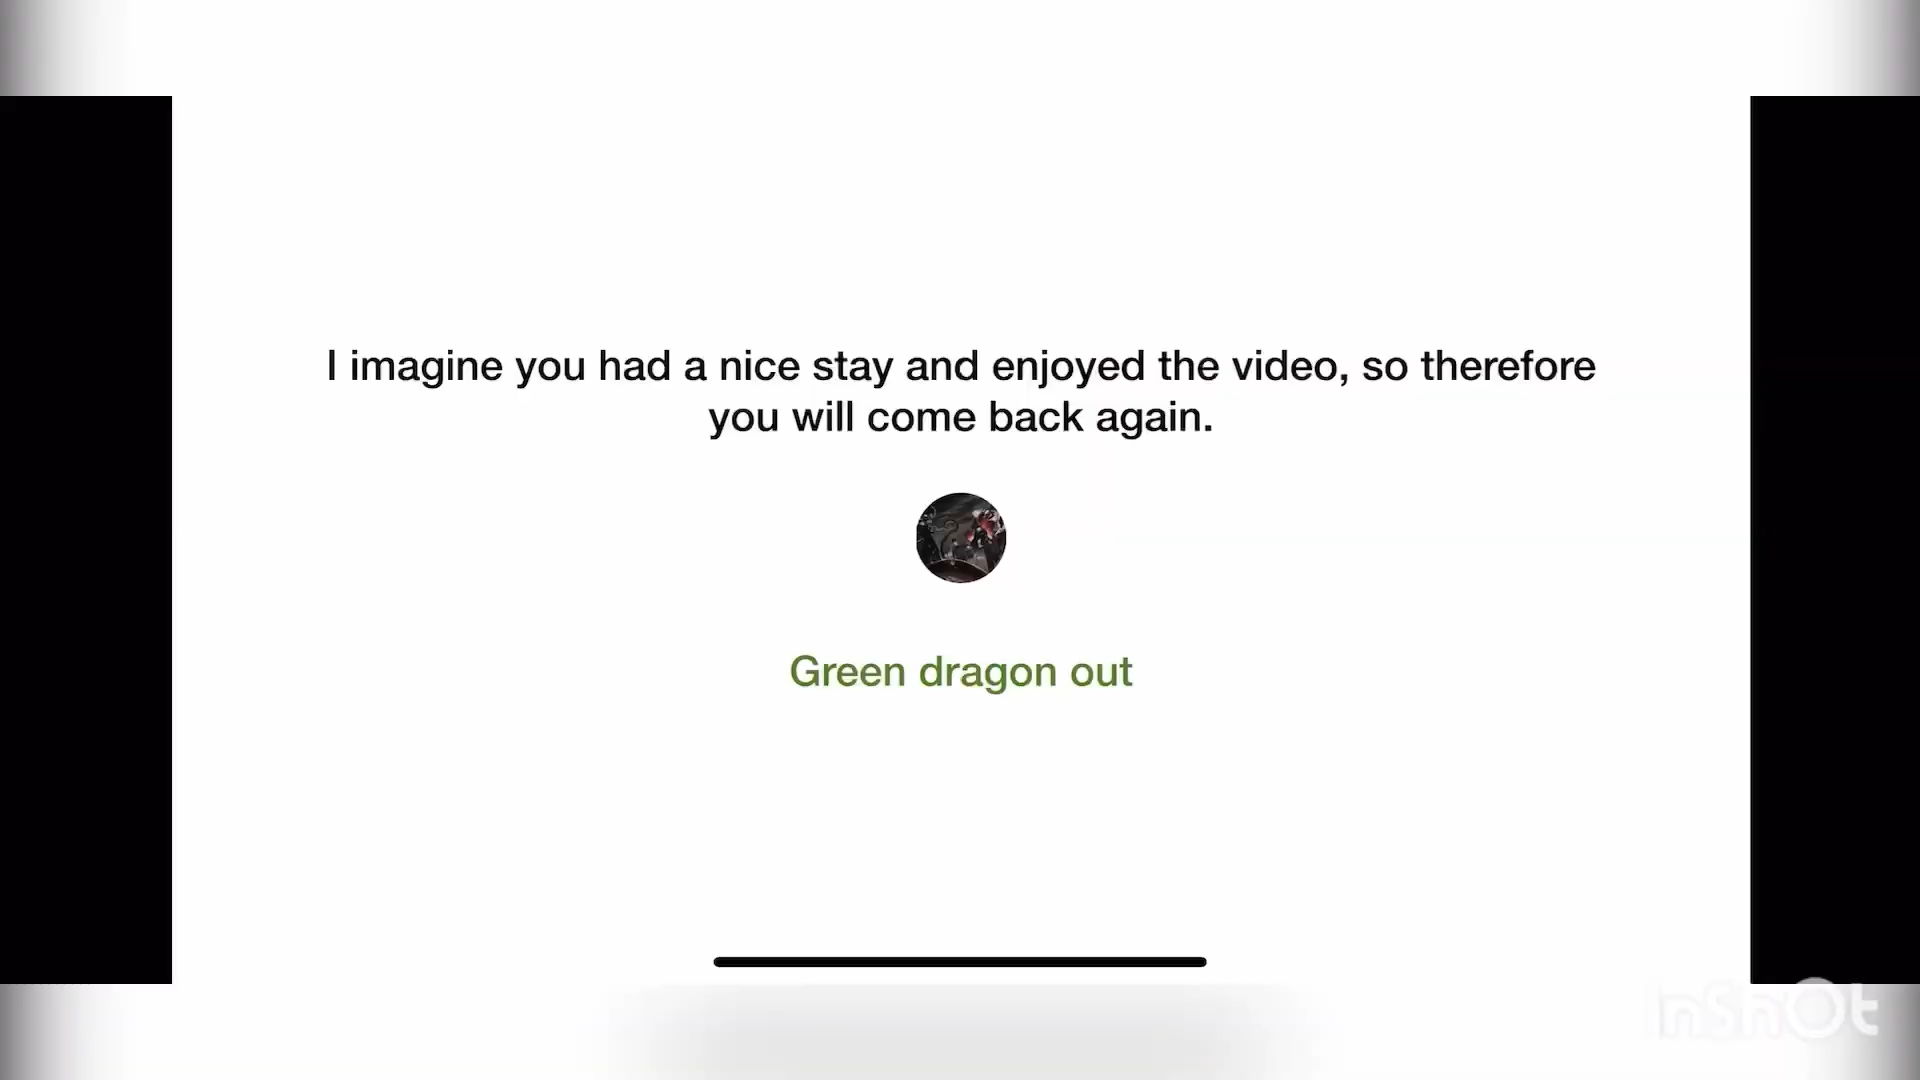 I imagine you had a nice stay and enjoyed the video, so therefore
you will come back again.
Green dragon out
InShOt